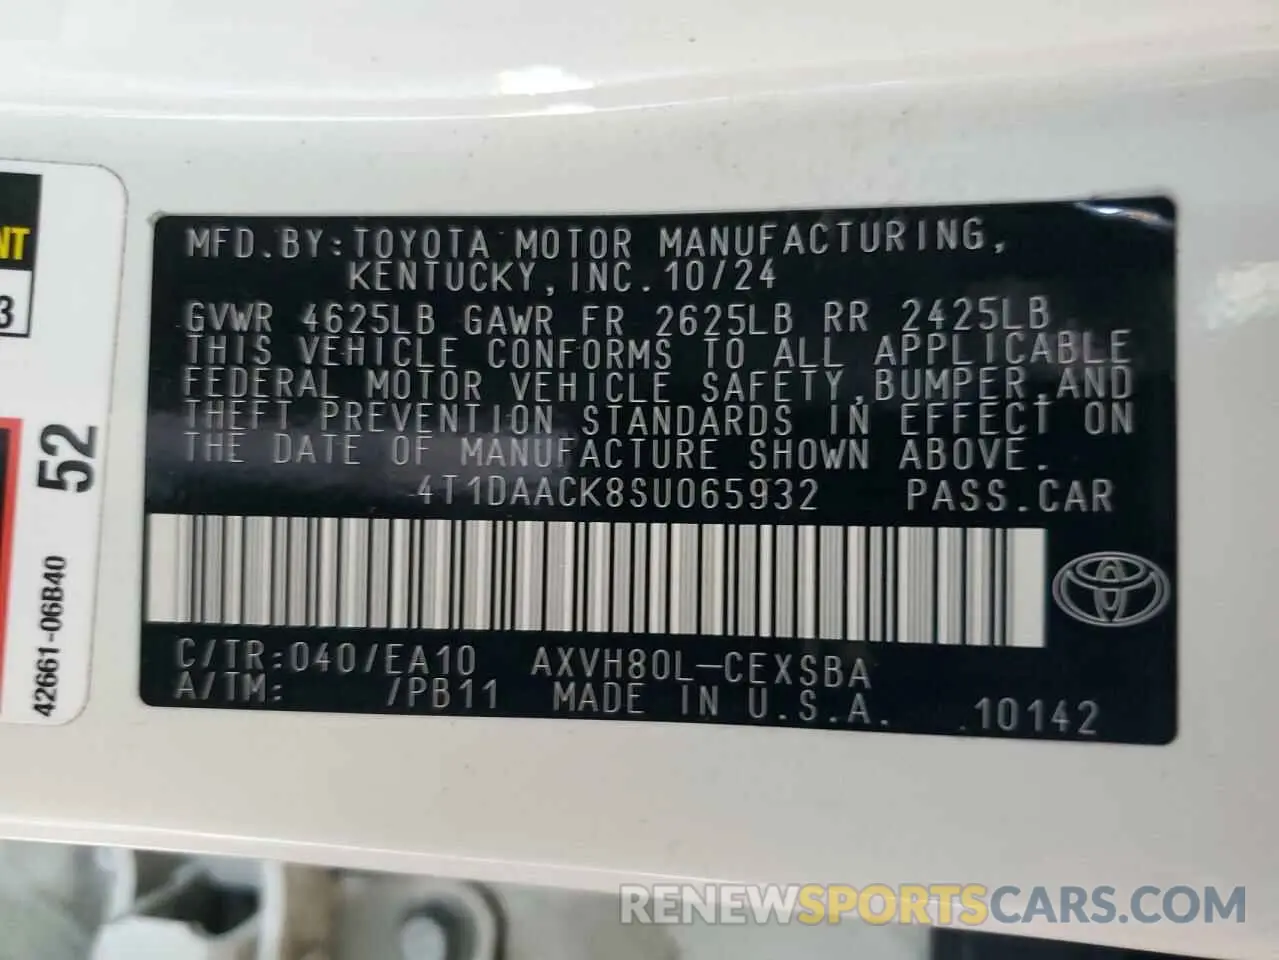 MFD.BY:TOYOTA MOTOR MANUFACTURING,
KENTUCKY,INC.10/24
GVWR 4625LB GAWR FR 2625LB RR 2425LB
THIS VEHICLE CONFORMS TO ALL APPLICABLE
FEDERAL MOTOR VEHICLE SAFETY,BUMPER,AND
THEFT PREVENTION STANDARDS IN EFFECT ON
THE DATE OF MANUFACTURE SHOWN ABOVE.
4T1DAACK8SU065932 PASS.CAR
C/TR:040/EA10 AXVH80L-CEXSBA
A/TM: /PB11 MADE IN U.S.A. 10142
NT
3
52
42661-06B40
RENEWSPORTSCARS.COM